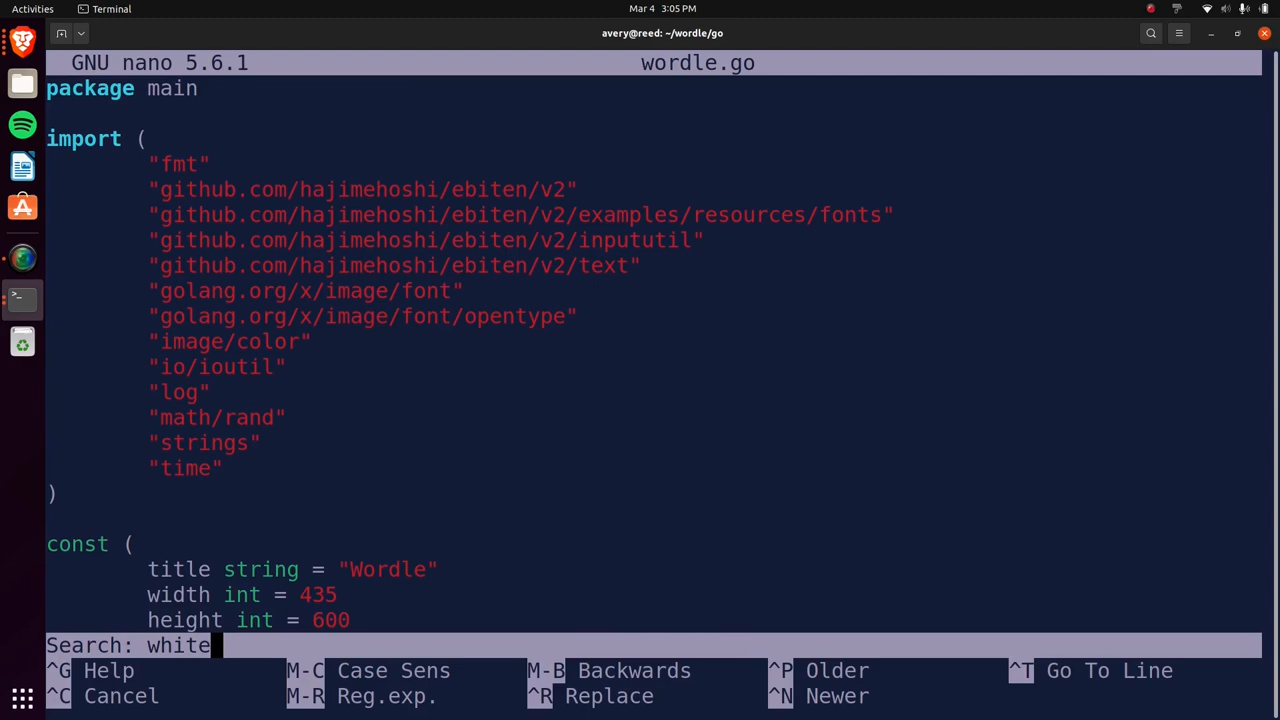 Activities Terminal Mar 4 3:05 PM
avery@reed: ~/wordle/go
GNU nano 5.6.1 wordle.go
package main
import (
"fmt"
"github.com/hajimehoshi/ebiten/v2"
"github.com/hajimehoshi/ebiten/v2/examples/resources/fonts"
"github.com/hajimehoshi/ebiten/v2/inpututil"
"github.com/hajimehoshi/ebiten/v2/text"
"golang.org/x/image/font"
"golang.org/x/image/font/opentype"
"image/color"
"io/ioutil"
"log"
"math/rand"
"strings"
"time"
)
const (
title string = "Wordle"
width int = 435
height int = 600
Search: white
^G Help M-C Case Sens M-B Backwards ^P Older ^T Go To Line
^C Cancel M-R Reg.exp. ^R Replace ^N Newer